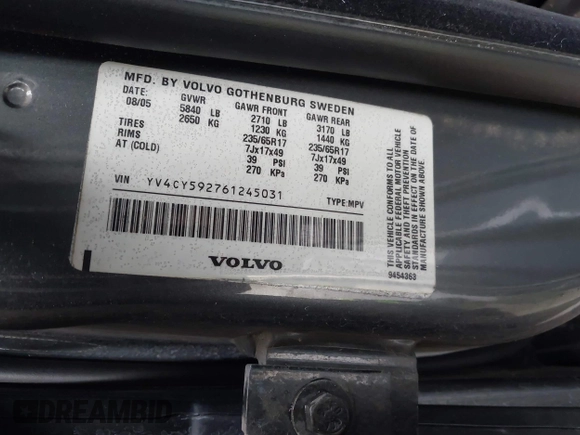 MFD. BY VOLVO GOTHENBURG SWEDEN
DATE: GVWR GAWR FRONT GAWR REAR
08/05 5840 LB 2710 LB 3170 LB
2650 KG 1230 KG 1440 KG
TIRES 235/65R17 235/65R17
RIMS 7Jx17x49 7Jx17x49
AT (COLD) 39 PSI 39 PSI
270 KPa 270 KPa
VIN YV4CY592761245031 TYPE:MPV
VOLVO
THIS VEHICLE CONFORMS TO ALL
APPLICABLE FEDERAL MOTOR VEHICLE
SAFETY AND THEFT PREVENTION
STANDARDS IN EFFECT ON THE DATE OF
MANUFACTURE SHOWN ABOVE.
9454363
DREAMBID